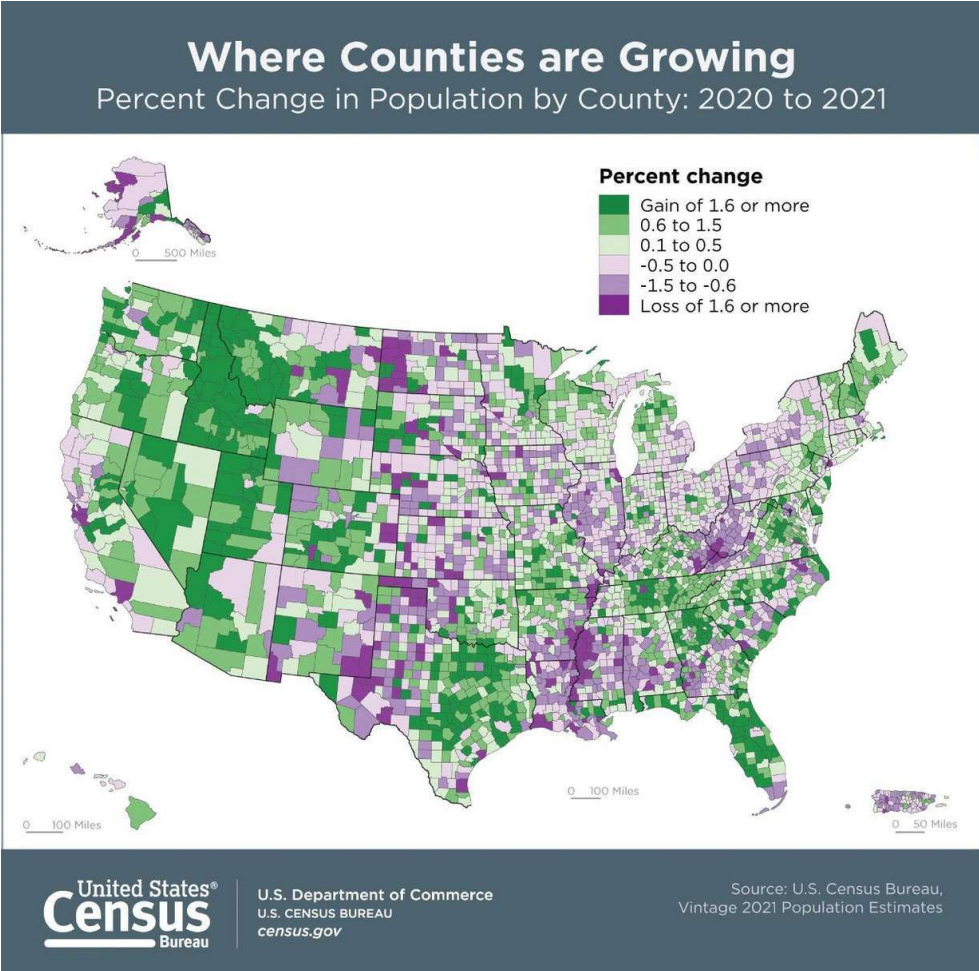 Where Counties are Growing
Percent Change in Population by County: 2020 to 2021
Percent change
Gain of 1.6 or more
0.6 to 1.5
0.1 to 0.5
-0.5 to 0.0
-1.5 to -0.6
Loss of 1.6 or more
0 500 Miles
0 100 Miles
0 100 Miles
0 50 Miles
United States®
Census
Bureau
U.S. Department of Commerce
U.S. CENSUS BUREAU
census.gov
Source: U.S. Census Bureau,
Vintage 2021 Population Estimates